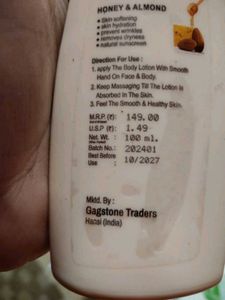 HONEY & ALMOND
• Skin softening
• skin hydration
• prevent wrinkles
• removes dryness
• natural sunscreen
Direction For Use :
1. apply The Body Lotion With Smooth
Hand On Face & Body.
2. Keep Massaging Till The Lotion is
Absorbed in The Skin.
3. Feel The Smooth & Healthy Skin.
M.R.P. (₹): 149.00
U.S.P (₹): 1.49
Net. Wt. : 100 ml.
Batch No.: 202401
Best Before : 10/2027
Use
Mktd. By :
Gagstone Traders
Hansi (India)